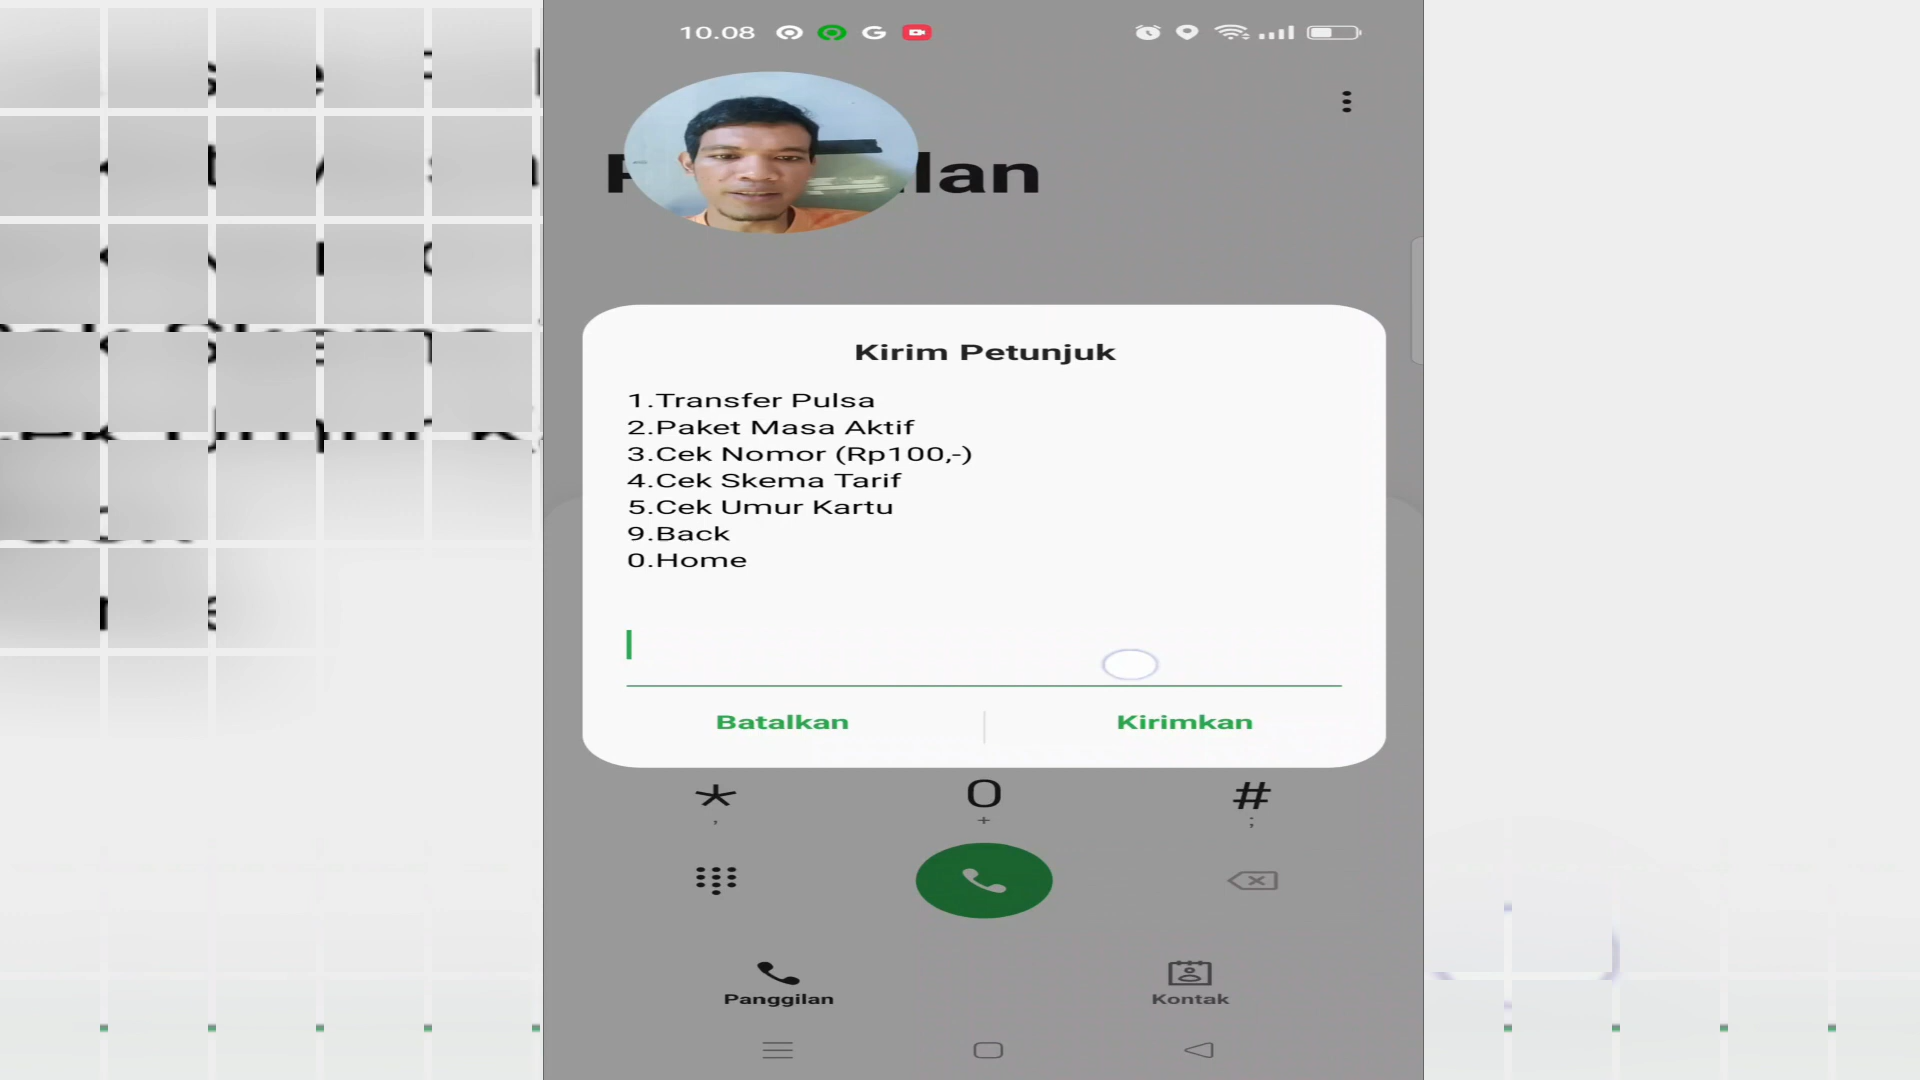 10.08
lan
Kirim Petunjuk
1.Transfer Pulsa
2.Paket Masa Aktif
3.Cek Nomor (Rp100,-)
4.Cek Skema Tarif
5.Cek Umur Kartu
9.Back
0.Home
Batalkan
Kirimkan
* 0 #
, + ;
Panggilan
Kontak